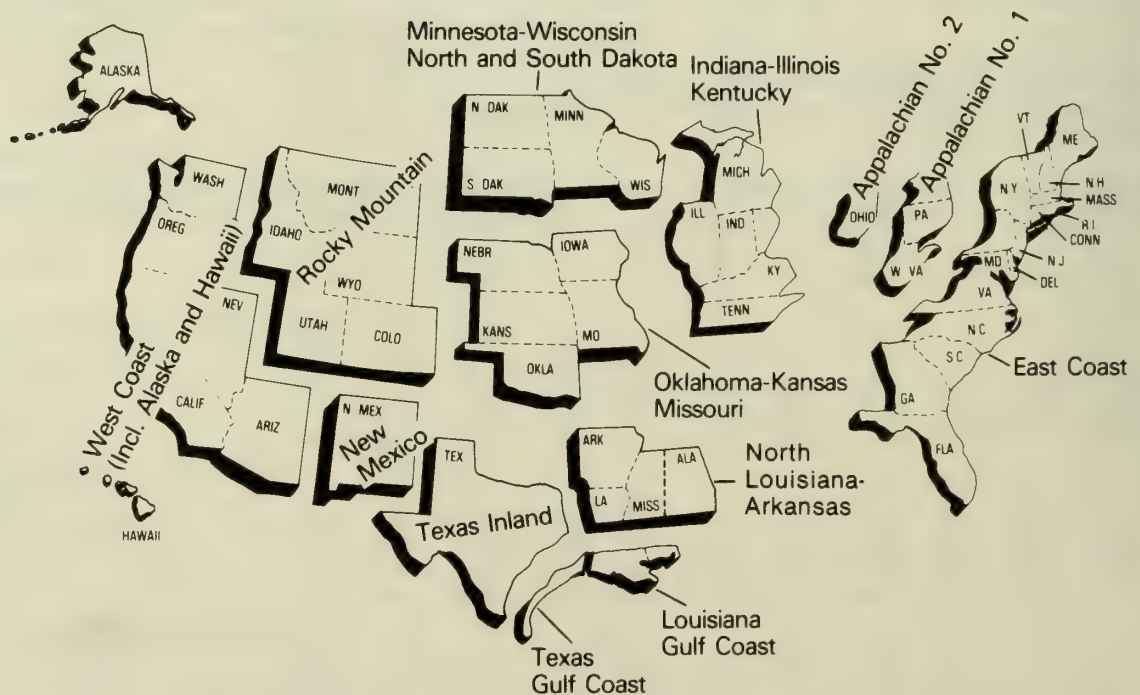 ALASKA
Minnesota-Wisconsin
North and South Dakota
Indiana-Illinois
Kentucky
Appalachian No. 2
Appalachian No. 1
WASH
OREG
NEV
CALIF
ARIZ
West Coast
(Incl. Alaska and Hawaii)
HAWAII
MONT
IDAHO
WYO
UTAH
COLO
Rocky Mountain
N DAK
MINN
S DAK
WIS
MICH
ILL
IND
KY
TENN
NEBR
IOWA
KANS
MO
OKLA
Oklahoma-Kansas
Missouri
OHIO
PA
W VA
VT
ME
N Y
N H
MASS
R I
CONN
N J
MD
DEL
VA
N C
S C
GA
FLA
East Coast
N MEX
New
Mexico
TEX
Texas Inland
ARK
ALA
LA
MISS
North
Louisiana-
Arkansas
Louisiana
Gulf Coast
Texas
Gulf Coast